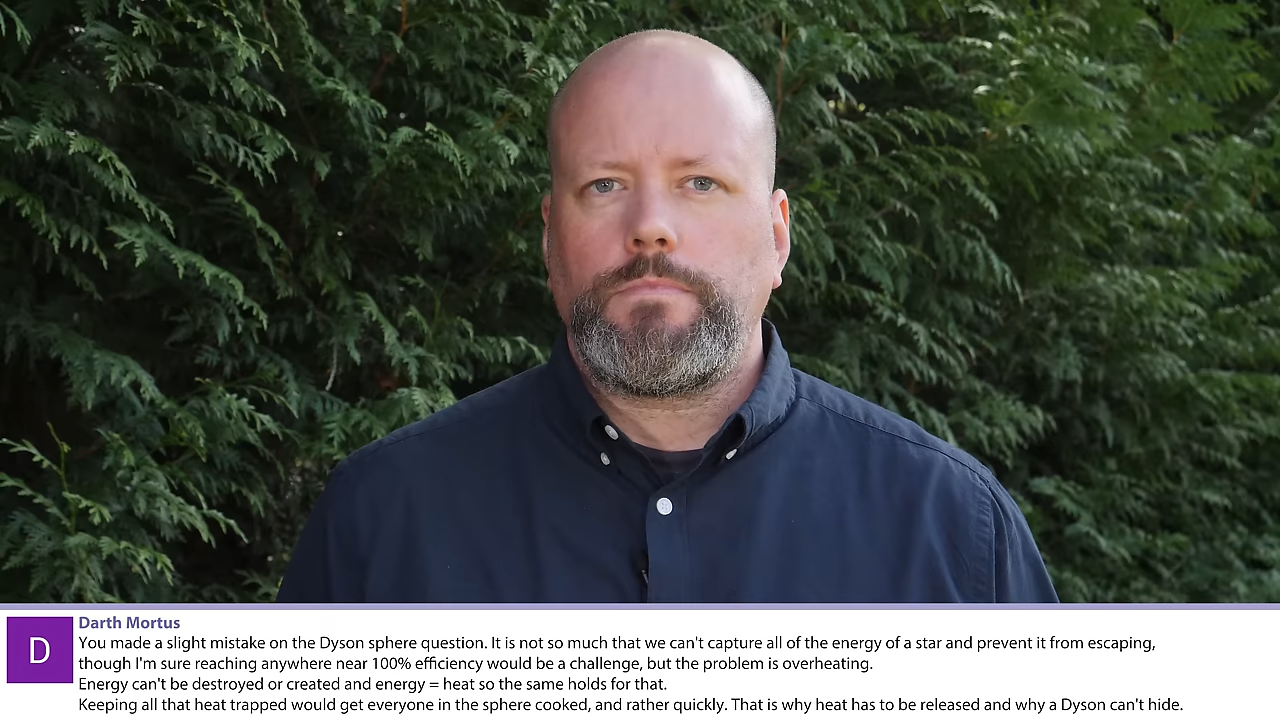 D
Darth Mortus
You made a slight mistake on the Dyson sphere question. It is not so much that we can't capture all of the energy of a star and prevent it from escaping,
though I'm sure reaching anywhere near 100% efficiency would be a challenge, but the problem is overheating.
Energy can't be destroyed or created and energy = heat so the same holds for that.
Keeping all that heat trapped would get everyone in the sphere cooked, and rather quickly. That is why heat has to be released and why a Dyson can't hide.